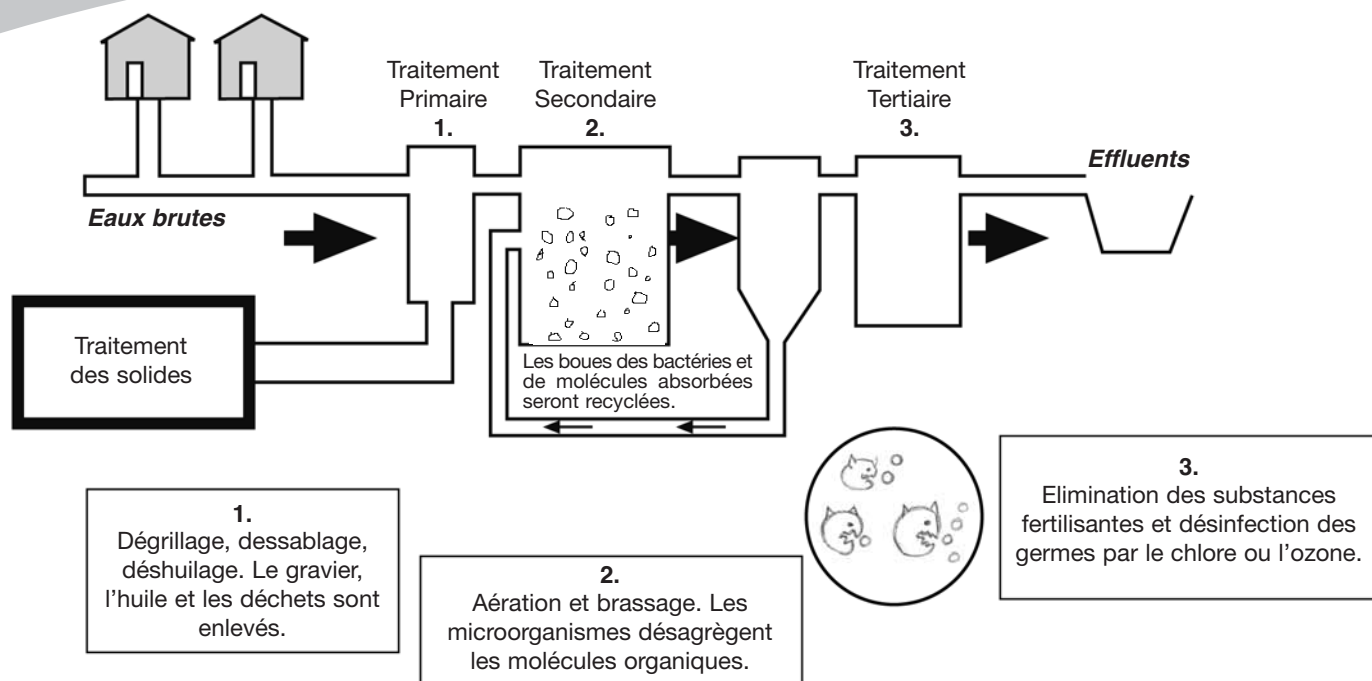 Traitement
Primaire
1.
Traitement
Secondaire
2.
Traitement
Tertiaire
3.
Effluents
Eaux brutes
Traitement
des solides
Les boues des bactéries et
de molécules absorbées
seront recyclées.
1.
Dégrillage, dessablage,
déshuilage. Le gravier,
l’huile et les déchets sont
enlevés.
2.
Aération et brassage. Les
microorganismes désagrègent
les molécules organiques.
3.
Elimination des substances
fertilisantes et désinfection des
germes par le chlore ou l’ozone.